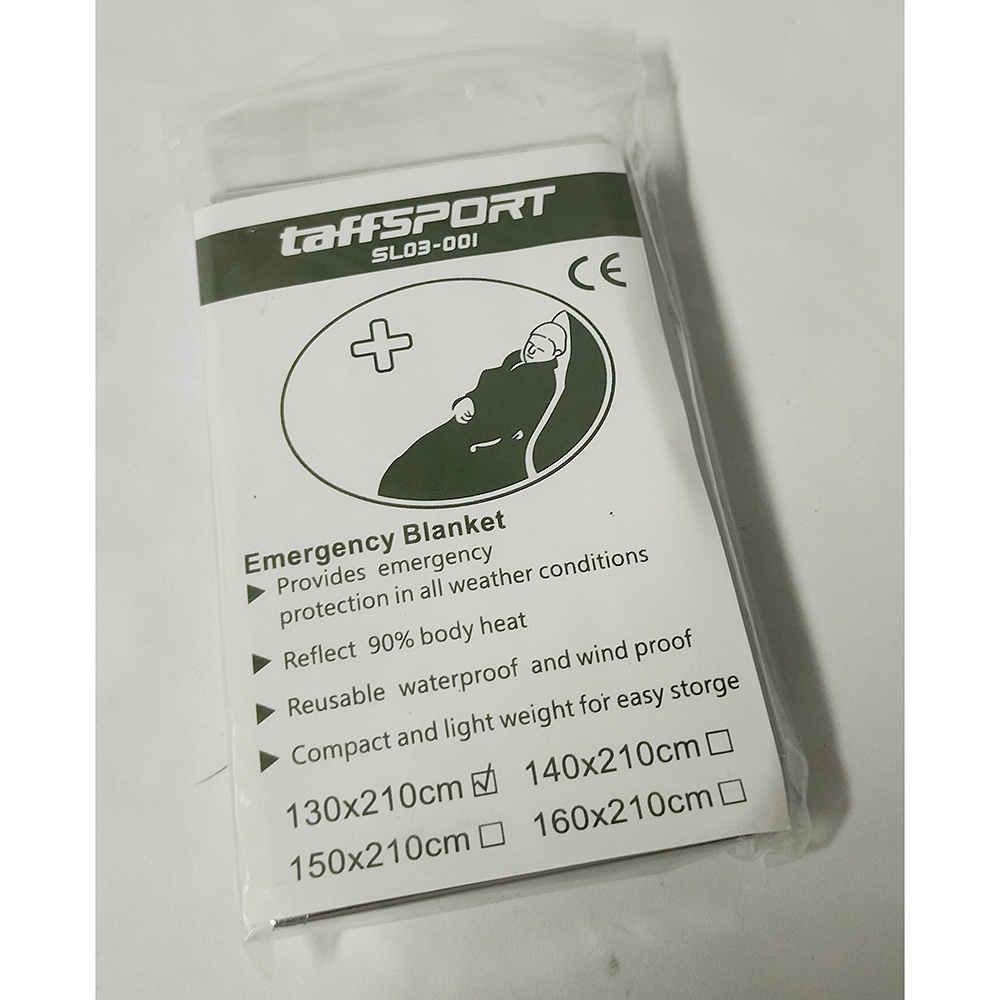 taffSPORT
SL03-001
CE
Emergency Blanket
Provides emergency
protection in all weather conditions
Reflect 90% body heat
Reusable waterproof and wind proof
Compact and light weight for easy storge
130x210cm ☑ 140x210cm ☐
150x210cm ☐ 160x210cm ☐